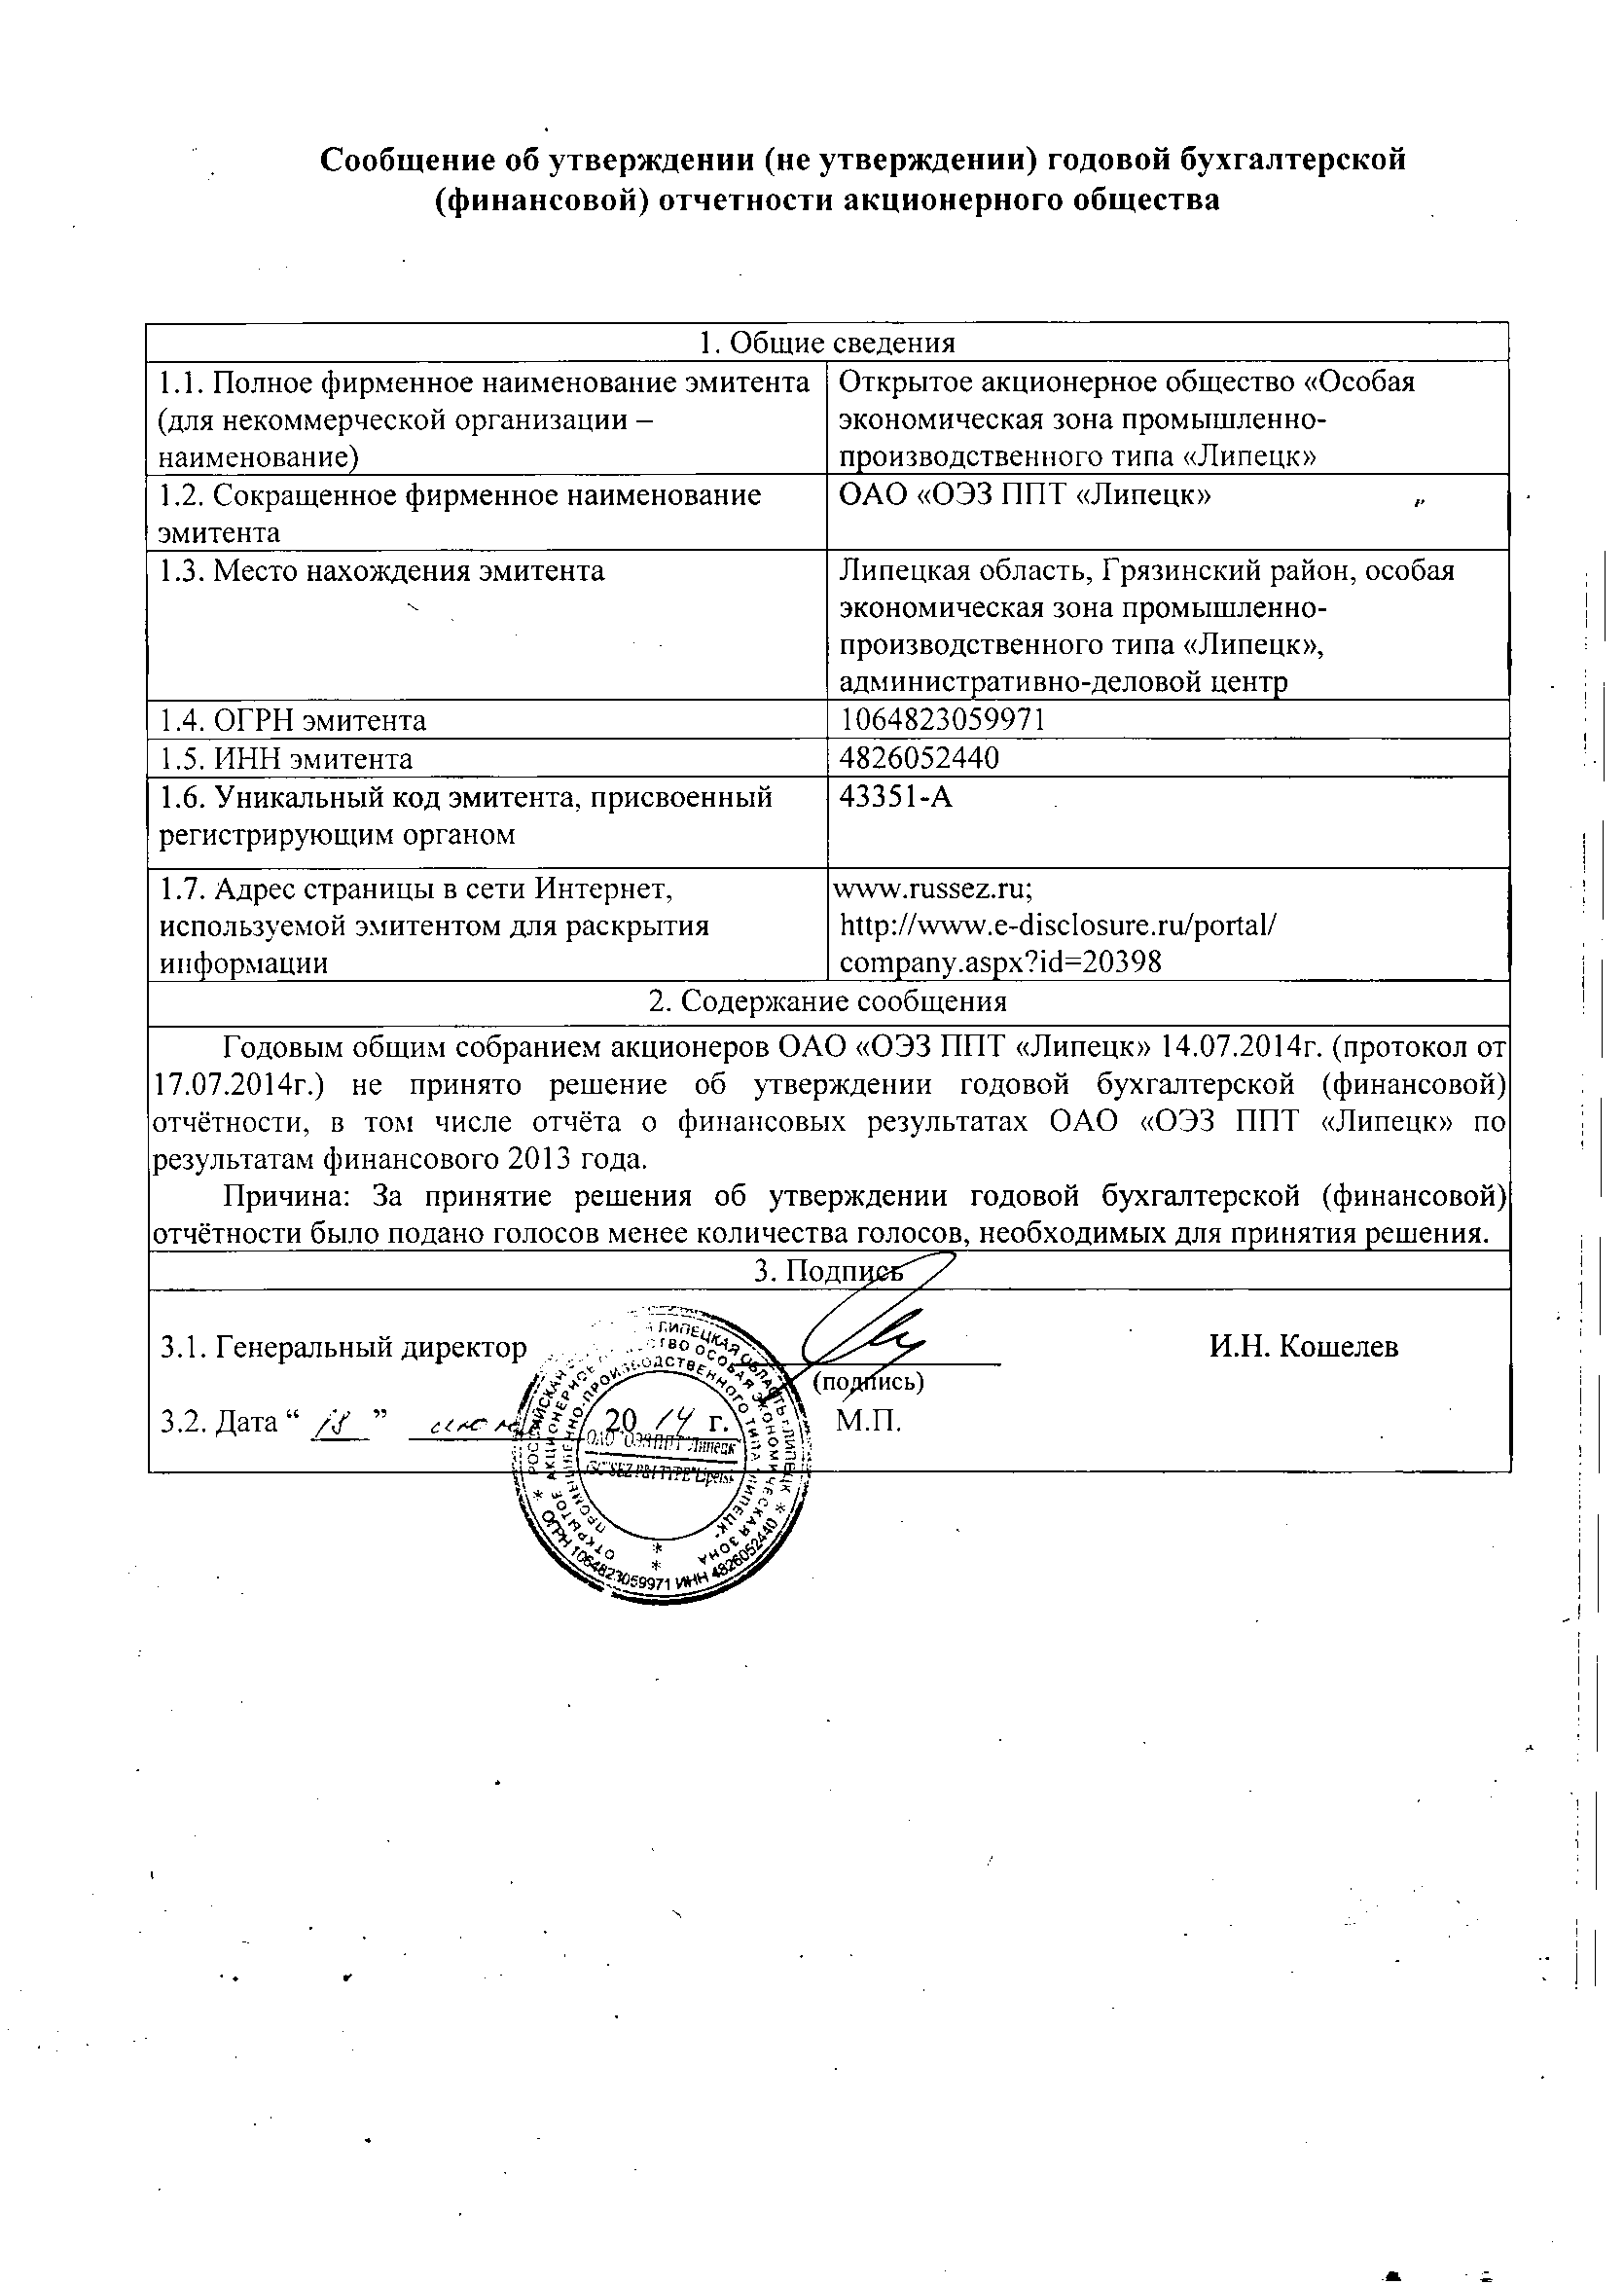 Сообщение об утверждении (не утверждении) годовой бухгалтерской
(финансовой) отчетности акционерного общества
1. Общие сведения
1.1. Полное фирменное наименование эмитента
(для некоммерческой организации –
наименование)
Открытое акционерное общество «Особая
экономическая зона промышленно-
производственного типа «Липецк»
1.2. Сокращенное фирменное наименование
эмитента
ОАО «ОЭЗ ППТ «Липецк»
1.3. Место нахождения эмитента
Липецкая область, Грязинский район, особая
экономическая зона промышленно-
производственного типа «Липецк»,
административно-деловой центр
1.4. ОГРН эмитента
1064823059971
1.5. ИНН эмитента
4826052440
1.6. Уникальный код эмитента, присвоенный
регистрирующим органом
43351-А
1.7. Адрес страницы в сети Интернет,
используемой эмитентом для раскрытия
информации
www.russez.ru;
http://www.e-disclosure.ru/portal/
company.aspx?id=20398
2. Содержание сообщения
Годовым общим собранием акционеров ОАО «ОЭЗ ППТ «Липецк» 14.07.2014г. (протокол от
17.07.2014г.) не принято решение об утверждении годовой бухгалтерской (финансовой)
отчётности, в том числе отчёта о финансовых результатах ОАО «ОЭЗ ППТ «Липецк» по
результатам финансового 2013 года.
Причина: За принятие решения об утверждении годовой бухгалтерской (финансовой)
отчётности было подано голосов менее количества голосов, необходимых для принятия решения.
3. Подпись
3.1. Генеральный директор
И.Н. Кошелев
(подпись)
3.2. Дата “ 18 ” июля 20 14 г.
М.П.
ЛИПЕЦКАЯ ОБЛАСТЬ г.ЛИПЕЦК
* ОГРН 1064823059971 ИНН 4826052440 *
ОТКРЫТОЕ АКЦИОНЕРНОЕ
ОСОБАЯ ЭКОНОМИЧЕСКАЯ ЗОНА
ПРОМЫШЛЕННО-ПРОИЗВОДСТВЕННОГО ТИПА "ЛИПЕЦК"
ОАО "ОЭЗ ППТ "Липецк"